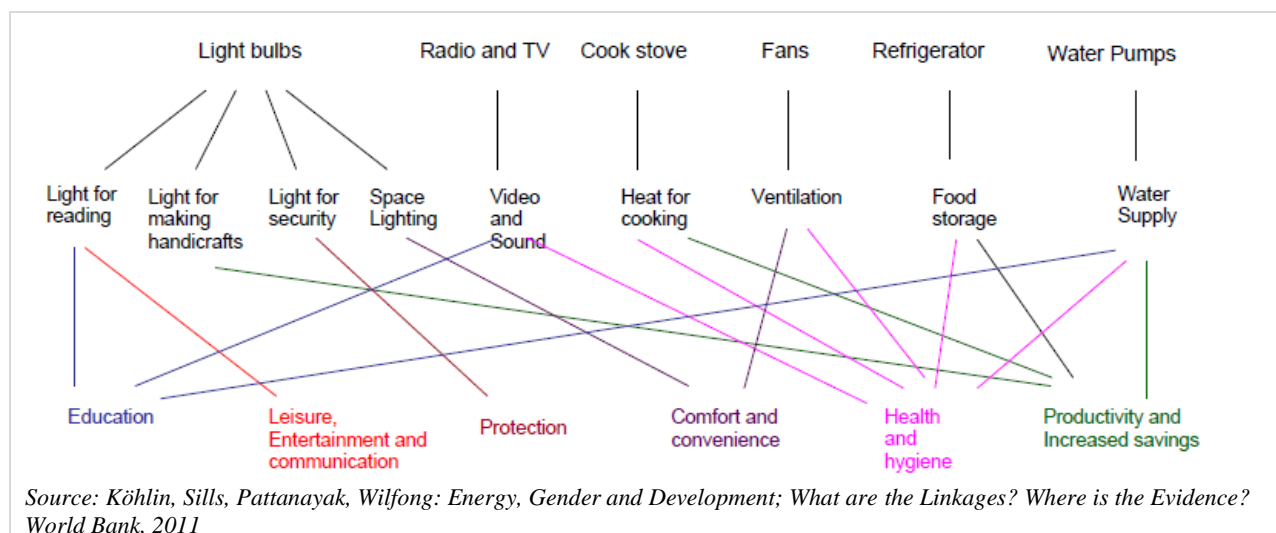 Light bulbs Radio and TV Cook stove Fans Refrigerator Water Pumps
Light for
reading
Light for
making
handicrafts
Light for
security
Space
Lighting
Video
and
Sound
Heat for
cooking
Ventilation
Food
storage
Water
Supply
Education
Leisure,
Entertainment and
communication
Protection
Comfort and
convenience
Health
and
hygiene
Productivity and
Increased savings
Source: Köhlin, Sills, Pattanayak, Wilfong: Energy, Gender and Development; What are the Linkages? Where is the Evidence?
World Bank, 2011